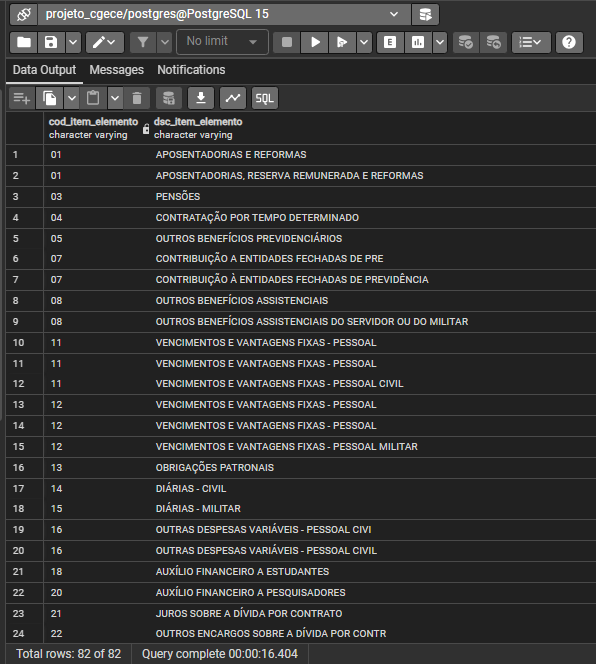 projeto_cgece/postgres@PostgreSQL 15
No limit
E
Data Output Messages Notifications
SQL
cod_item_elemento dsc_item_elemento
character varying character varying
1 01 APOSENTADORIAS E REFORMAS
2 01 APOSENTADORIAS, RESERVA REMUNERADA E REFORMAS
3 03 PENSÕES
4 04 CONTRATAÇÃO POR TEMPO DETERMINADO
5 05 OUTROS BENEFÍCIOS PREVIDENCIÁRIOS
6 07 CONTRIBUIÇÃO A ENTIDADES FECHADAS DE PRE
7 07 CONTRIBUIÇÃO À ENTIDADES FECHADAS DE PREVIDÊNCIA
8 08 OUTROS BENEFÍCIOS ASSISTENCIAIS
9 08 OUTROS BENEFÍCIOS ASSISTENCIAIS DO SERVIDOR OU DO MILITAR
10 11 VENCIMENTOS E VANTAGENS FIXAS - PESSOAL
11 11 VENCIMENTOS E VANTAGENS FIXAS - PESSOAL
12 11 VENCIMENTOS E VANTAGENS FIXAS - PESSOAL CIVIL
13 12 VENCIMENTOS E VANTAGENS FIXAS - PESSOAL
14 12 VENCIMENTOS E VANTAGENS FIXAS - PESSOAL
15 12 VENCIMENTOS E VANTAGENS FIXAS - PESSOAL MILITAR
16 13 OBRIGAÇÕES PATRONAIS
17 14 DIÁRIAS - CIVIL
18 15 DIÁRIAS - MILITAR
19 16 OUTRAS DESPESAS VARIÁVEIS - PESSOAL CIVI
20 16 OUTRAS DESPESAS VARIÁVEIS - PESSOAL CIVIL
21 18 AUXÍLIO FINANCEIRO A ESTUDANTES
22 20 AUXÍLIO FINANCEIRO A PESQUISADORES
23 21 JUROS SOBRE A DÍVIDA POR CONTRATO
24 22 OUTROS ENCARGOS SOBRE A DÍVIDA POR CONTR
Total rows: 82 of 82 Query complete 00:00:16.404